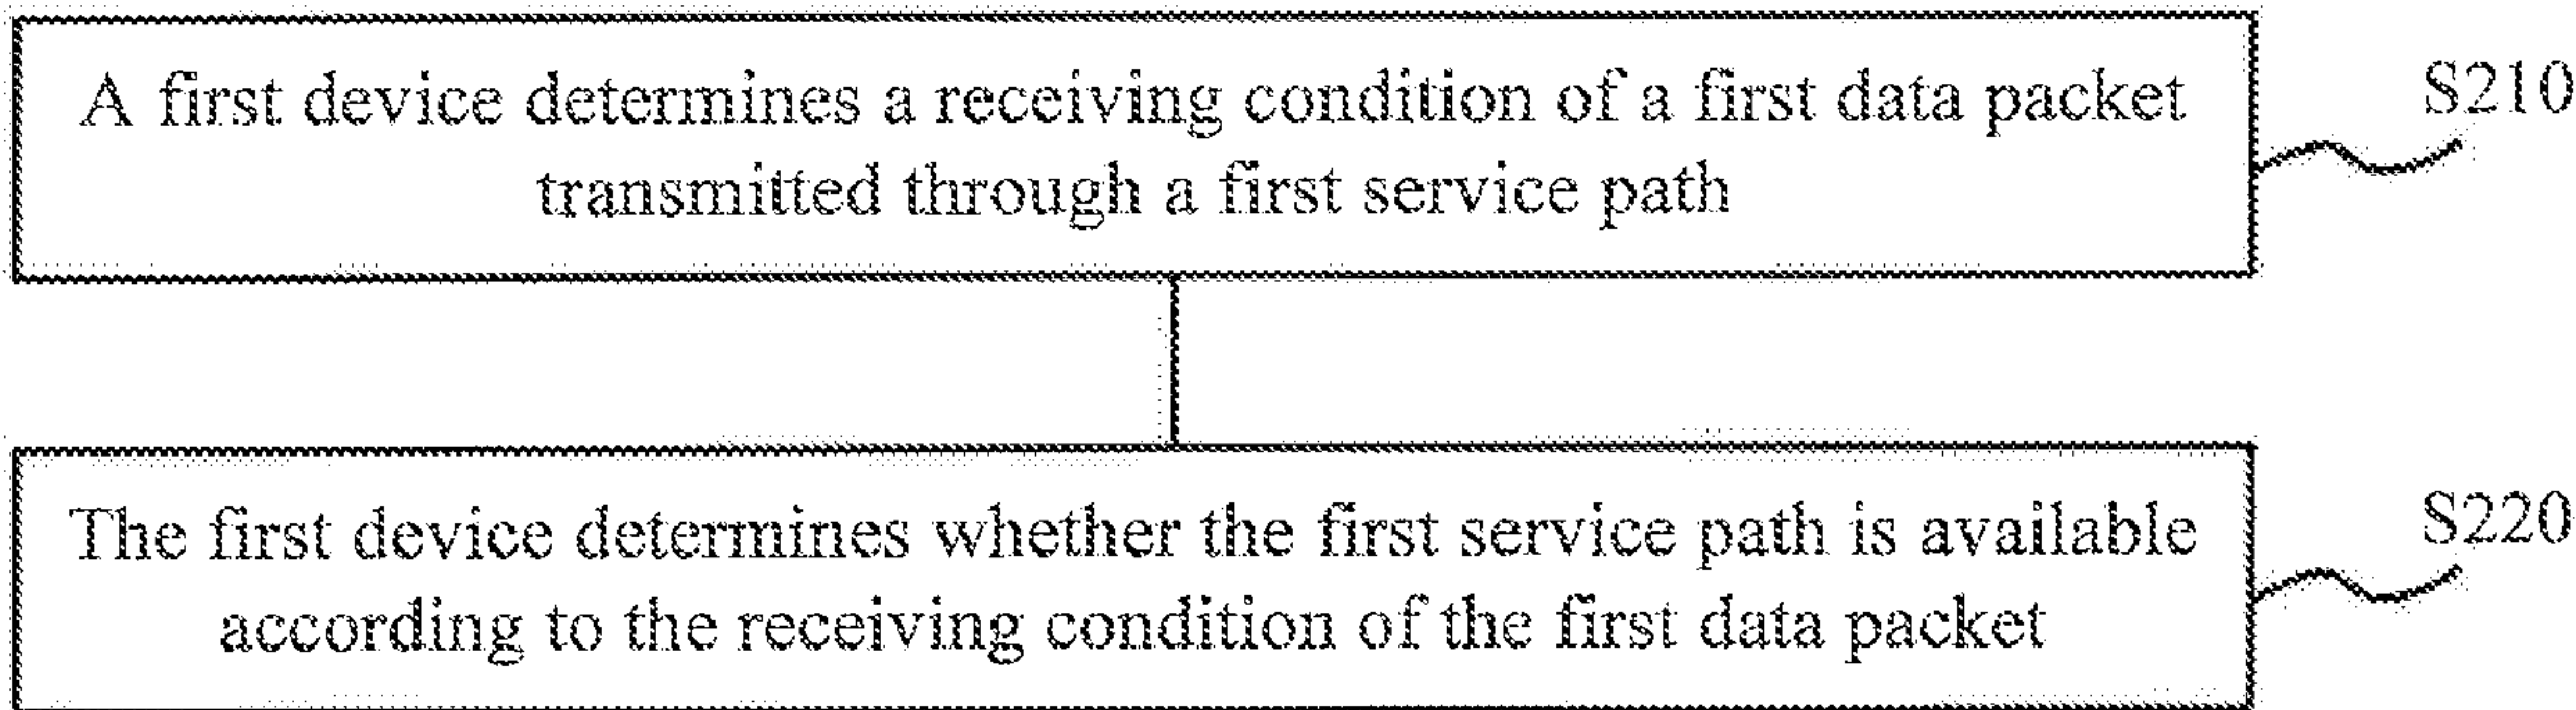 A first device determines a receiving condition of a first data packet
transmitted through a first service path
S210
The first device determines whether the first service path is available
according to the receiving condition of the first data packet
S220